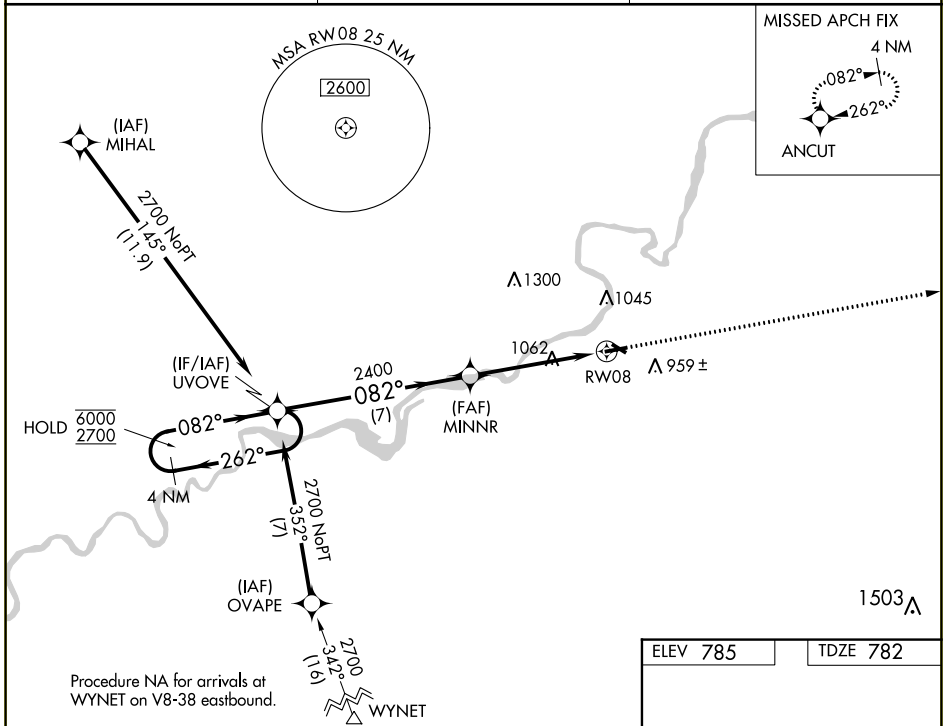 MISSED APCH FIX
4 NM
082°
262°
ANCUT
MSA RW08 25 NM
2600
(IAF)
MIHAL
2700 NoPT
145°
(11.9)
1300
1045
(IF/IAF)
UVOVE
2400
082°
(7)
1062
RW08
959 ±
(FAF)
MINNR
HOLD 6000
2700
082°
262°
4 NM
2700 NoPT
352°
(7)
(IAF)
OVAPE
1503
2700
342°
(16)
WYNET
Procedure NA for arrivals at
WYNET on V8-38 eastbound.
ELEV 785
TDZE 782